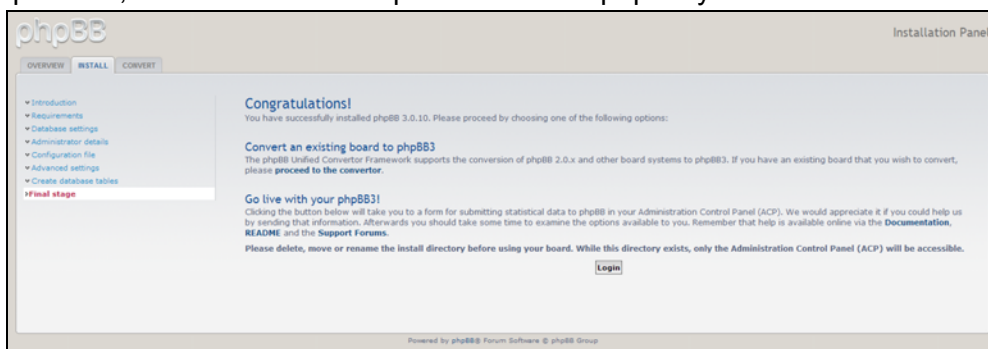 phpBB
Installation Panel
OVERVIEW INSTALL CONVERT
Introduction
Requirements
Database settings
Administrator details
Configuration file
Advanced settings
Create database tables
Final stage
Congratulations!
You have successfully installed phpBB 3.0.10. Please proceed by choosing one of the following options:
Convert an existing board to phpBB3
The phpBB Unified Convertor Framework supports the conversion of phpBB 2.0.x and other board systems to phpBB3. If you have an existing board that you wish to convert,
please proceed to the convertor.
Go live with your phpBB3!
Clicking the button below will take you to a form for submitting statistical data to phpBB in your Administration Control Panel (ACP). We would appreciate it if you could help us
by sending that information. Afterwards you should take some time to examine the options available to you. Remember that help is available online via the Documentation,
README and the Support Forums.
Please delete, move or rename the install directory before using your board. While this directory exists, only the Administration Control Panel (ACP) will be accessible.
Login
Powered by phpBB® Forum Software © phpBB Group